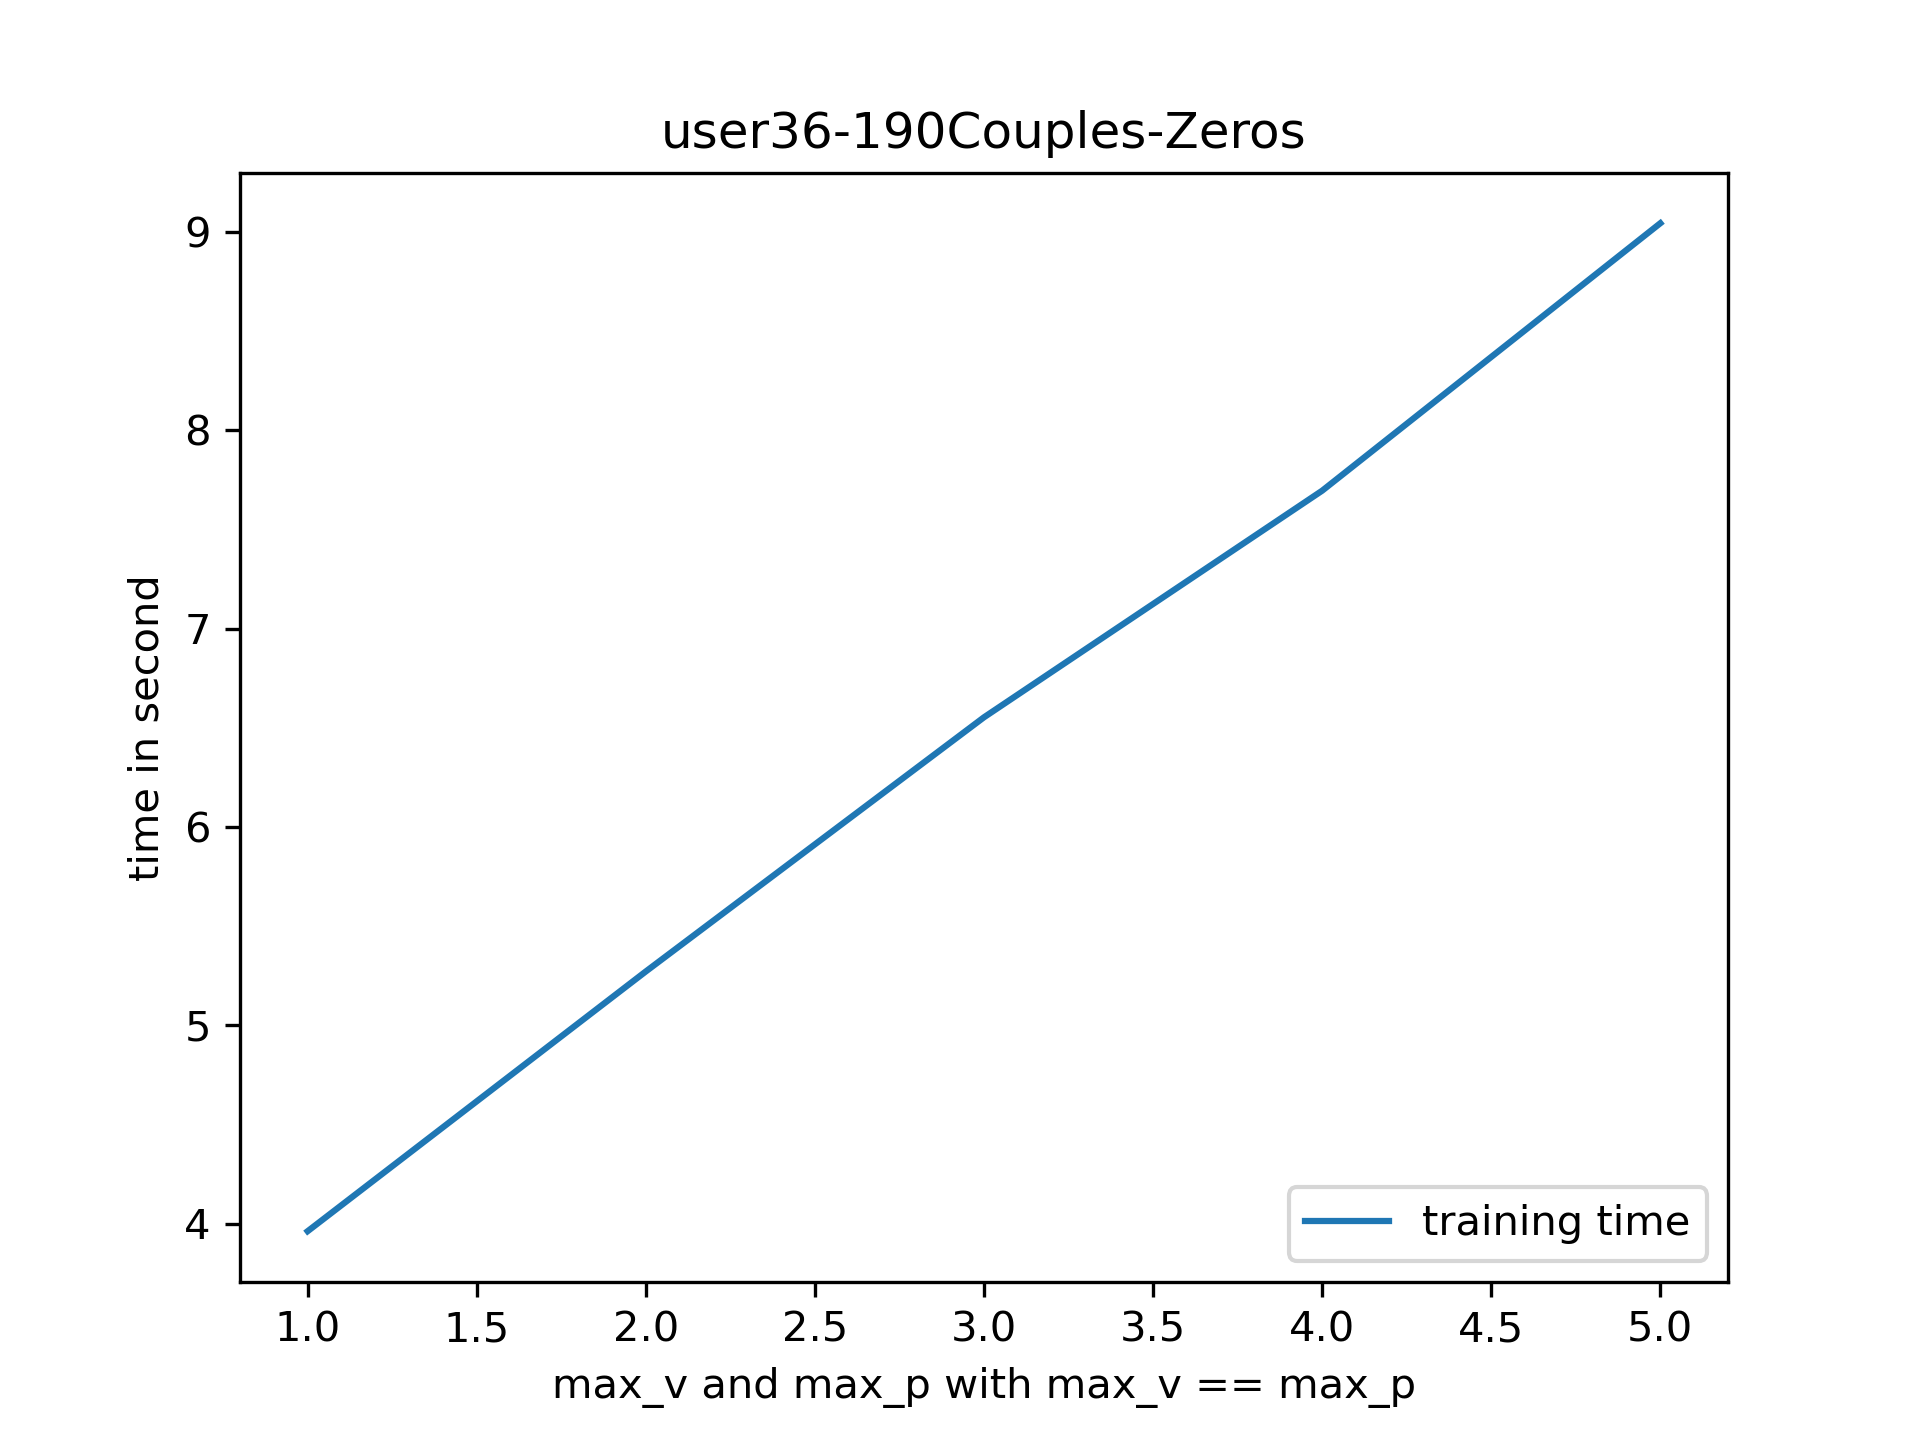 user36-190Couples-Zeros
time in second
9
8
7
6
5
4
training time
1.0 1.5 2.0 2.5 3.0 3.5 4.0 4.5 5.0
max_v and max_p with max_v == max_p